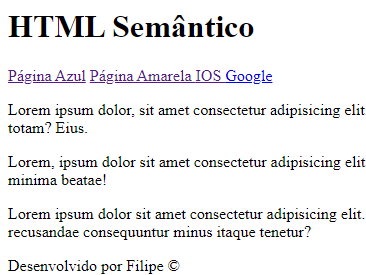 HTML Semântico
Página Azul Página Amarela IOS Google
Lorem ipsum dolor, sit amet consectetur adipisicing elit
totam? Eius.
Lorem, ipsum dolor sit amet consectetur adipisicing elit
minima beatae!
Lorem ipsum dolor sit amet consectetur adipisicing elit.
recusandae consequuntur minus itaque tenetur?
Desenvolvido por Filipe ©